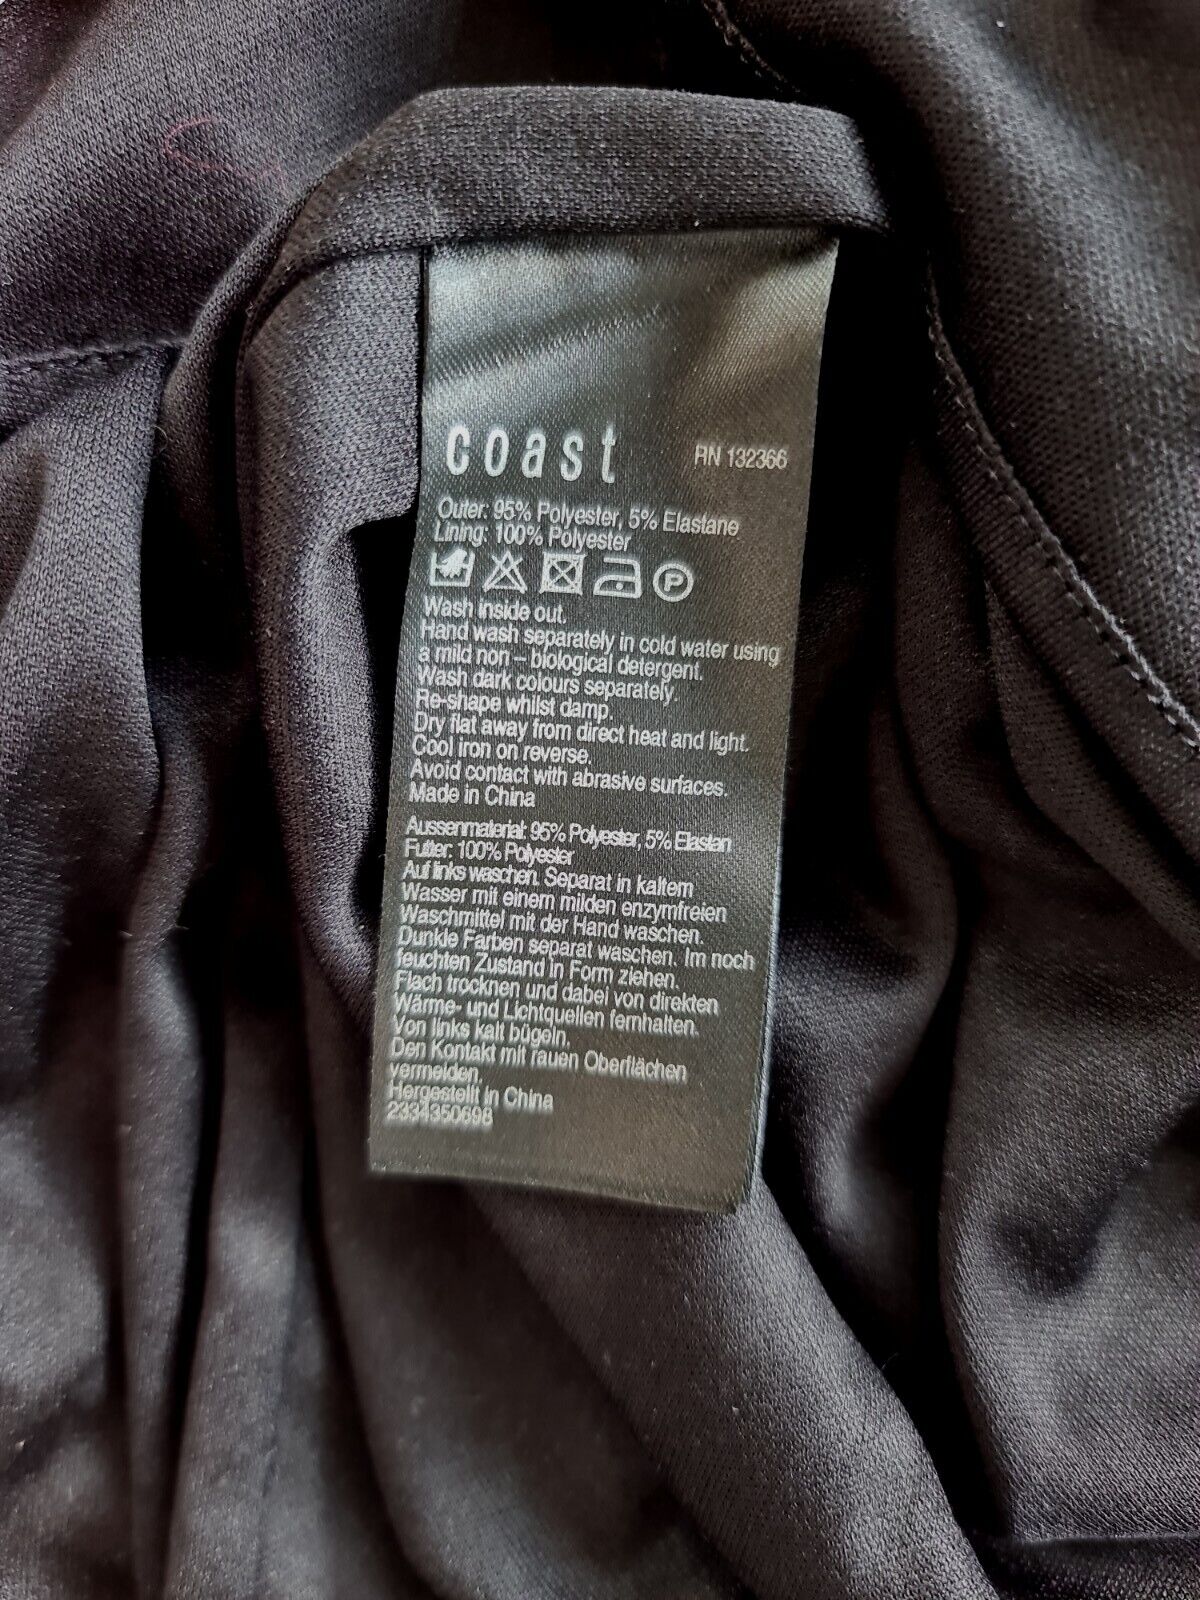 coast RN 132366
Outer: 95% Polyester, 5% Elastane
Lining: 100% Polyester
P
Wash inside out.
Hand wash separately in cold water using
a mild non – biological detergent.
Wash dark colours separately.
Re-shape whilst damp.
Dry flat away from direct heat and light.
Cool iron on reverse.
Avoid contact with abrasive surfaces.
Made in China
Aussenmaterial: 95% Polyester, 5% Elastan
Futter: 100% Polyester
Auf links waschen. Separat in kaltem
Wasser mit einem milden enzymfreien
Waschmittel mit der Hand waschen.
Dunkle Farben separat waschen. Im noch
feuchten Zustand in Form ziehen.
Flach trocknen und dabei von direkten
Wärme- und Lichtquellen fernhalten.
Von links kalt bügeln.
Den Kontakt mit rauen Oberflächen
vermeiden.
Hergestellt in China
2334350698